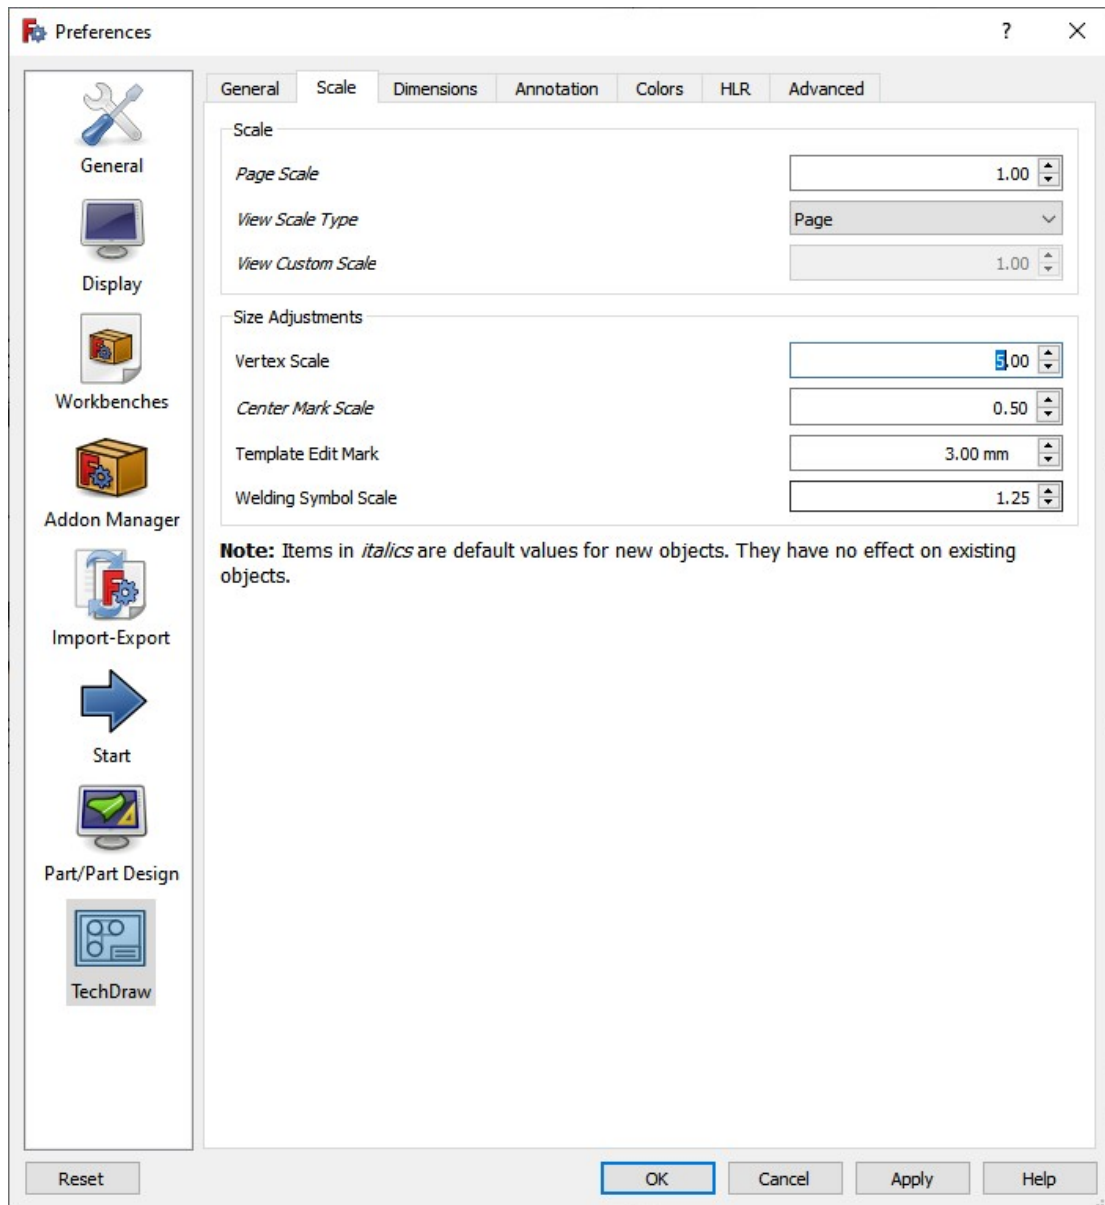 Preferences
?
General
Display
Workbenches
Addon Manager
Import-Export
Start
Part/Part Design
TechDraw
General Scale Dimensions Annotation Colors HLR Advanced
Scale
Page Scale 1.00
View Scale Type Page
View Custom Scale 1.00
Size Adjustments
Vertex Scale 5.00
Center Mark Scale 0.50
Template Edit Mark 3.00 mm
Welding Symbol Scale 1.25
Note: Items in italics are default values for new objects. They have no effect on existing
objects.
Reset OK Cancel Apply Help